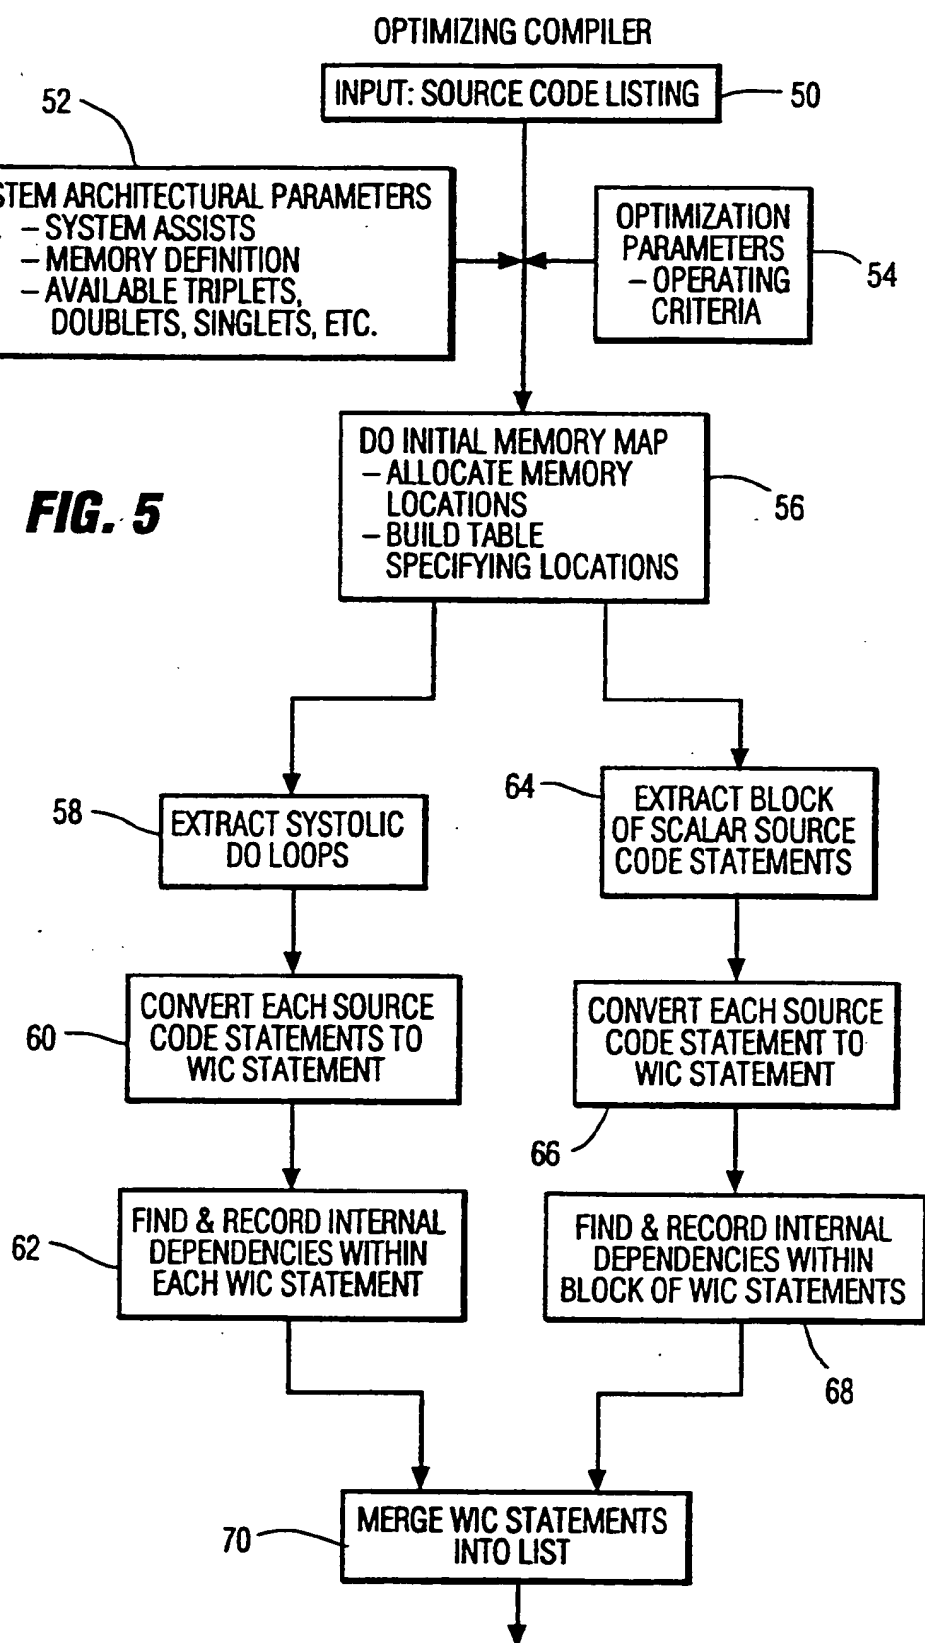 OPTIMIZING COMPILER
INPUT: SOURCE CODE LISTING
50
52
STEM ARCHITECTURAL PARAMETERS
– SYSTEM ASSISTS
– MEMORY DEFINITION
– AVAILABLE TRIPLETS,
DOUBLETS, SINGLETS, ETC.
OPTIMIZATION
PARAMETERS
– OPERATING
CRITERIA
54
DO INITIAL MEMORY MAP
– ALLOCATE MEMORY
LOCATIONS
– BUILD TABLE
SPECIFYING LOCATIONS
56
FIG. 5
58
EXTRACT SYSTOLIC
DO LOOPS
64
EXTRACT BLOCK
OF SCALAR SOURCE
CODE STATEMENTS
60
CONVERT EACH SOURCE
CODE STATEMENTS TO
WIC STATEMENT
CONVERT EACH SOURCE
CODE STATEMENT TO
WIC STATEMENT
66
62
FIND & RECORD INTERNAL
DEPENDENCIES WITHIN
EACH WIC STATEMENT
FIND & RECORD INTERNAL
DEPENDENCIES WITHIN
BLOCK OF WIC STATEMENTS
68
70
MERGE WIC STATEMENTS
INTO LIST